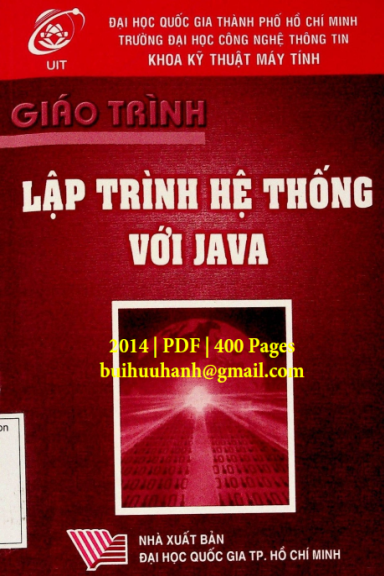 ĐẠI HỌC QUỐC GIA THÀNH PHỐ HỒ CHÍ MINH
TRƯỜNG ĐẠI HỌC CÔNG NGHỆ THÔNG TIN
KHOA KỸ THUẬT MÁY TÍNH
UIT
GIÁO TRÌNH
LẬP TRÌNH HỆ THỐNG
VỚI JAVA
2014 | PDF | 400 Pages
buihuuhanh@gmail.com
NHÀ XUẤT BẢN
ĐẠI HỌC QUỐC GIA TP. HỒ CHÍ MINH